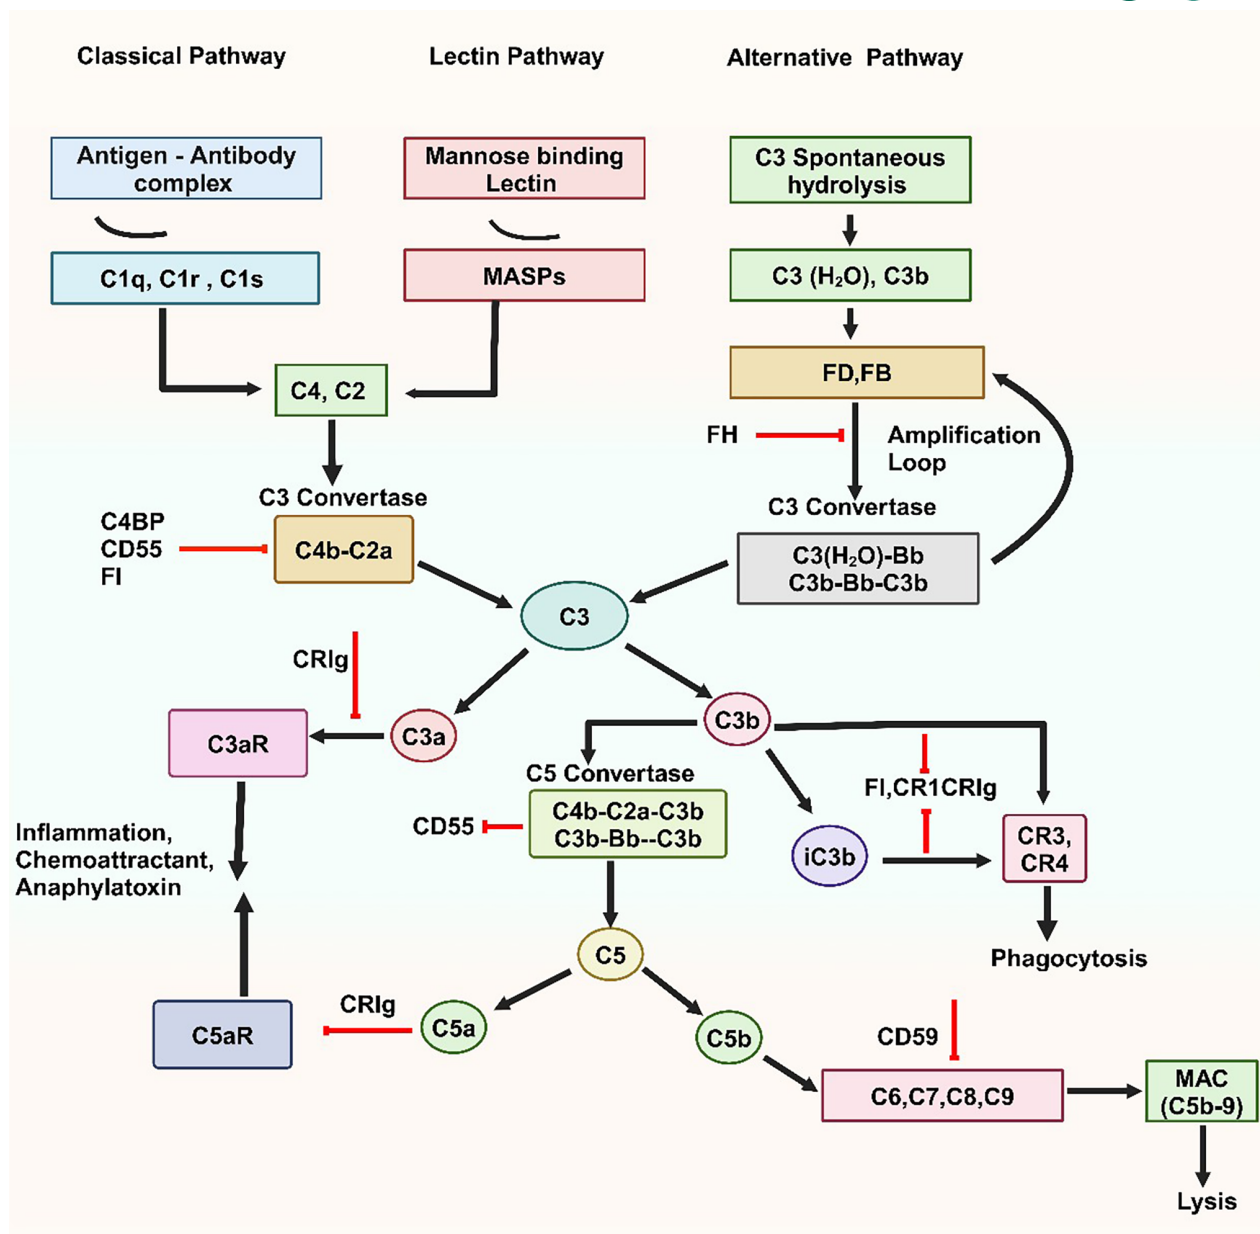 Classical Pathway
Lectin Pathway
Alternative Pathway
Antigen - Antibody
complex
Mannose binding
Lectin
C3 Spontaneous
hydrolysis
C1q, C1r , C1s
MASPs
C3 (H₂O), C3b
C4, C2
FD,FB
FH
Amplification
Loop
C3 Convertase
C4BP
CD55
FI
C4b-C2a
C3 Convertase
C3(H₂O)-Bb
C3b-Bb-C3b
C3
CRIg
C3aR
C3a
C3b
C5 Convertase
C4b-C2a-C3b
C3b-Bb--C3b
CD55
FI,CR1CRIg
iC3b
CR3,
CR4
Inflammation,
Chemoattractant,
Anaphylatoxin
Phagocytosis
C5
C5aR
CRIg
C5a
C5b
CD59
C6,C7,C8,C9
MAC
(C5b-9)
Lysis